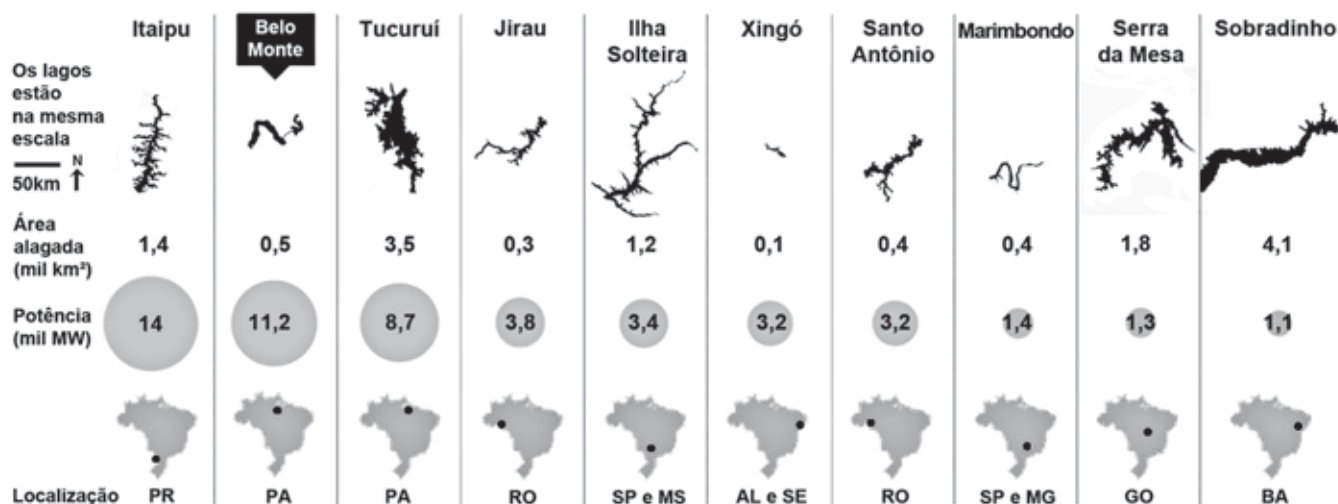 Itaipu Belo Monte Tucuruí Jirau Ilha Solteira Xingó Santo Antônio Marimbondo Serra da Mesa Sobradinho
Os lagos
estão
na mesma
escala
N
50km
Área
alagada
(mil km²)
1,4 0,5 3,5 0,3 1,2 0,1 0,4 0,4 1,8 4,1
Potência
(mil MW)
14 11,2 8,7 3,8 3,4 3,2 3,2 1,4 1,3 1,1
Localização PR PA PA RO SP e MS AL e SE RO SP e MG GO BA